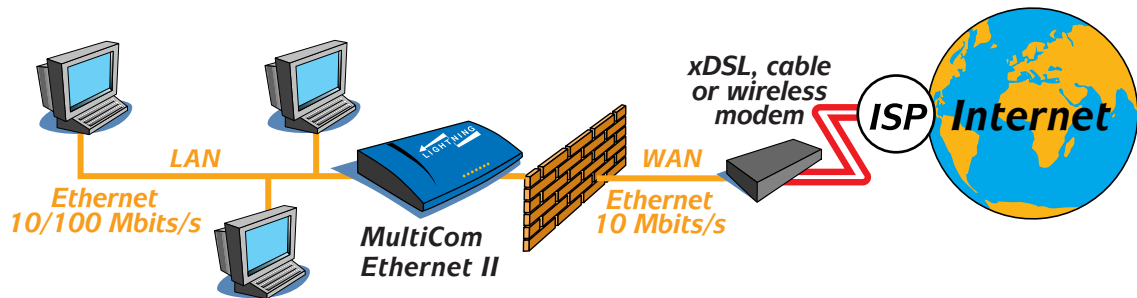 LAN
Ethernet
10/100 Mbits/s
LIGHTNING
MultiCom
Ethernet II
WAN
Ethernet
10 Mbits/s
xDSL, cable
or wireless
modem
ISP
Internet